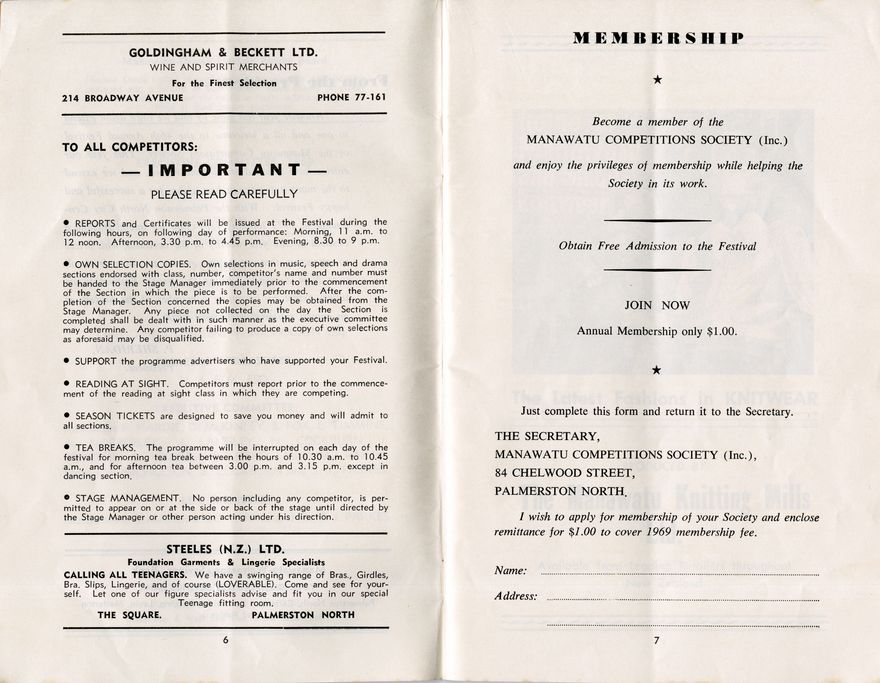 GOLDINGHAM & BECKETT LTD.
WINE AND SPIRIT MERCHANTS
For the Finest Selection
214 BROADWAY AVENUE PHONE 77-161
TO ALL COMPETITORS:
— IMPORTANT —
PLEASE READ CAREFULLY
• REPORTS and Certificates will be issued at the Festival during the
following hours, on following day of performance: Morning, 11 a.m. to
12 noon. Afternoon, 3.30 p.m. to 4.45 p.m. Evening, 8.30 to 9 p.m.
• OWN SELECTION COPIES. Own selections in music, speech and drama
sections endorsed with class, number, competitor's name and number must
be handed to the Stage Manager immediately prior to the commencement
of the Section in which the piece is to be performed. After the com-
pletion of the Section concerned the copies may be obtained from the
Stage Manager. Any piece not collected on the day the Section is
completed shall be dealt with in such manner as the executive committee
may determine. Any competitor failing to produce a copy of own selections
as aforesaid may be disqualified.
• SUPPORT the programme advertisers who have supported your Festival.
• READING AT SIGHT. Competitors must report prior to the commence-
ment of the reading at sight class in which they are competing.
• SEASON TICKETS are designed to save you money and will admit to
all sections.
• TEA BREAKS. The programme will be interrupted on each day of the
festival for morning tea break between the hours of 10.30 a.m. to 10.45
a.m., and for afternoon tea between 3.00 p.m. and 3.15 p.m. except in
dancing section.
• STAGE MANAGEMENT. No person including any competitor, is per-
mitted to appear on or at the side or back of the stage until directed by
the Stage Manager or other person acting under his direction.
STEELES (N.Z.) LTD.
Foundation Garments & Lingerie Specialists
CALLING ALL TEENAGERS. We have a swinging range of Bras., Girdles,
Bra. Slips, Lingerie, and of course (LOVERABLE). Come and see for your-
self. Let one of our figure specialists advise and fit you in our special
Teenage fitting room.
THE SQUARE. PALMERSTON NORTH
6
MEMBERSHIP
Become a member of the
MANAWATU COMPETITIONS SOCIETY (Inc.)
and enjoy the privileges of membership while helping the
Society in its work.
Obtain Free Admission to the Festival
JOIN NOW
Annual Membership only $1.00.
Just complete this form and return it to the Secretary.
THE SECRETARY,
MANAWATU COMPETITIONS SOCIETY (Inc.),
84 CHELWOOD STREET,
PALMERSTON NORTH.
I wish to apply for membership of your Society and enclose
remittance for $1.00 to cover 1969 membership fee.
Name:
Address:
7